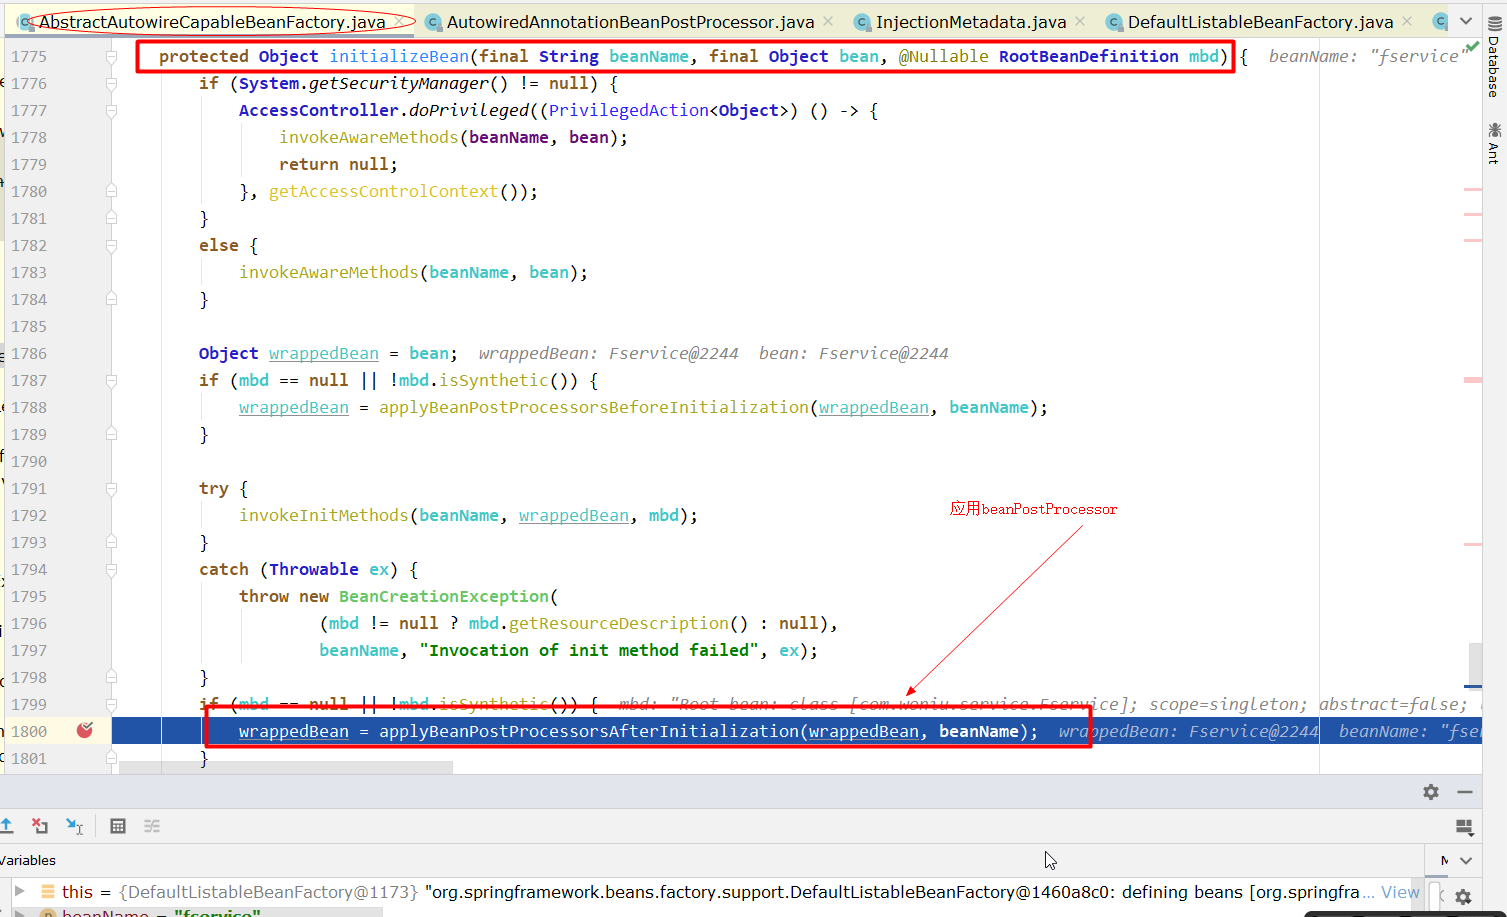 AbstractAutowireCapableBeanFactory.java AutowiredAnnotationBeanPostProcessor.java InjectionMetadata.java DefaultListableBeanFactory.java
1775 protected Object initializeBean(final String beanName, final Object bean, @Nullable RootBeanDefinition mbd) { beanName: "fservice"
1776 if (System.getSecurityManager() != null) {
1777 AccessController.doPrivileged((PrivilegedAction<Object>) () -> {
1778 invokeAwareMethods(beanName, bean);
1779 return null;
1780 }, getAccessControlContext());
1781 }
1782 else {
1783 invokeAwareMethods(beanName, bean);
1784 }
1785
1786 Object wrappedBean = bean; wrappedBean: Fservice@2244 bean: Fservice@2244
1787 if (mbd == null || !mbd.isSynthetic()) {
1788 wrappedBean = applyBeanPostProcessorsBeforeInitialization(wrappedBean, beanName);
1789 }
1790
1791 try {
1792 invokeInitMethods(beanName, wrappedBean, mbd);
1793 }
1794 catch (Throwable ex) {
1795 throw new BeanCreationException(
1796 (mbd != null ? mbd.getResourceDescription() : null),
1797 beanName, "Invocation of init method failed", ex);
1798 }
1799 if (mbd == null || !mbd.isSynthetic()) { mbd: "Root bean: class [com.woniu.service.Fservice]; scope=singleton; abstract=false;
1800 wrappedBean = applyBeanPostProcessorsAfterInitialization(wrappedBean, beanName); wrappedBean: Fservice@2244 beanName: "fser
1801 }
应用beanPostProcessor
Database
Ant
Variables
this = {DefaultListableBeanFactory@1173} "org.springframework.beans.factory.support.DefaultListableBeanFactory@1460a8c0: defining beans [org.springfra... View
beanName = "fservice"